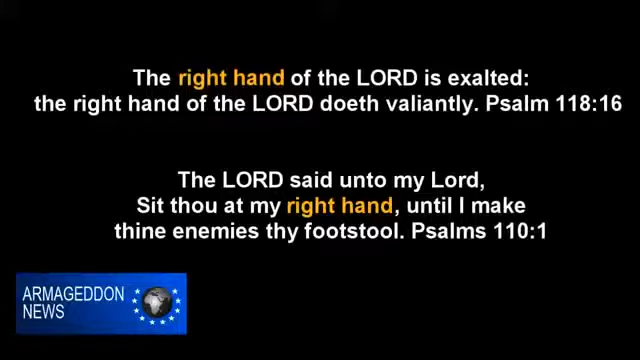 The right hand of the LORD is exalted:
the right hand of the LORD doeth valiantly. Psalm 118:16
The LORD said unto my Lord,
Sit thou at my right hand, until I make
thine enemies thy footstool. Psalms 110:1
ARMAGEDDON
NEWS